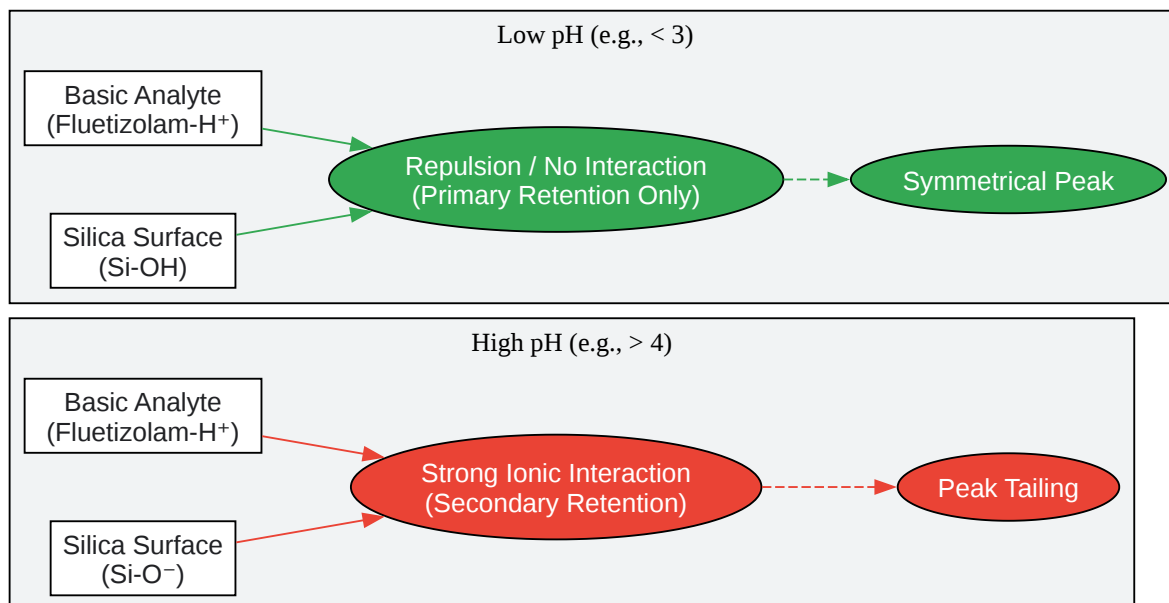 Low pH (e.g., < 3)
Basic Analyte
(Fluetizolam-H⁺)
Silica Surface
(Si-OH)
Repulsion / No Interaction
(Primary Retention Only)
Symmetrical Peak
High pH (e.g., > 4)
Basic Analyte
(Fluetizolam-H⁺)
Silica Surface
(Si-O⁻)
Strong Ionic Interaction
(Secondary Retention)
Peak Tailing